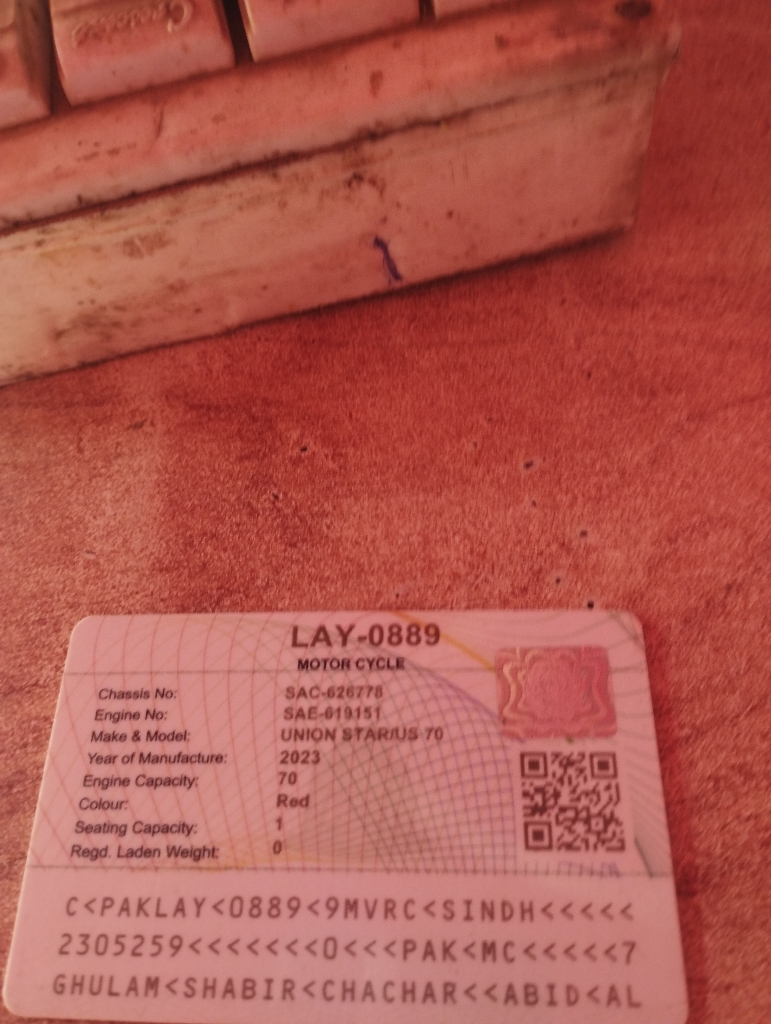 LAY-0889
MOTOR CYCLE
Chassis No: SAC-626778
Engine No: SAE-619151
Make & Model: UNION STAR/US 70
Year of Manufacture: 2023
Engine Capacity: 70
Colour: Red
Seating Capacity: 1
Regd. Laden Weight: 0
C<PAKLAY<0889<9MVRC<SINDH<<<<<
2305259<<<<<<<0<<<PAK<MC<<<<<7
GHULAM<SHABIR<CHACHAR<<ABID<AL